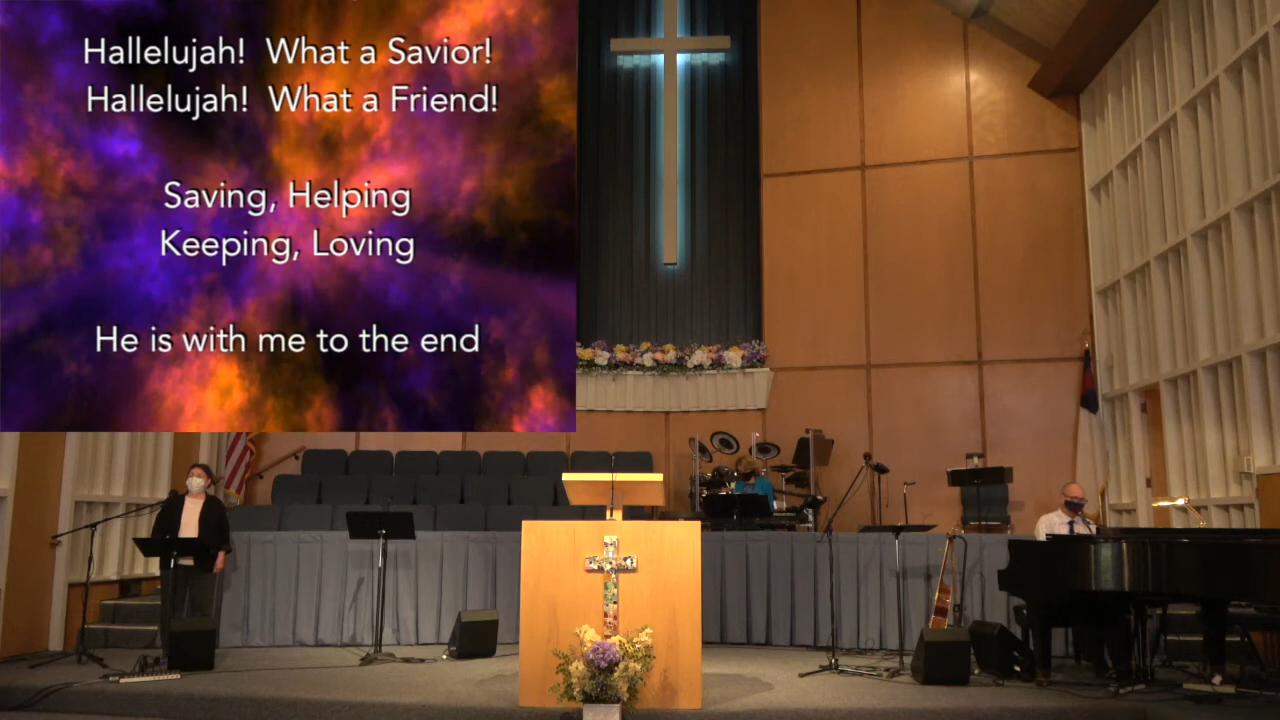 Hallelujah! What a Savior!
Hallelujah! What a Friend!
Saving, Helping
Keeping, Loving
He is with me to the end